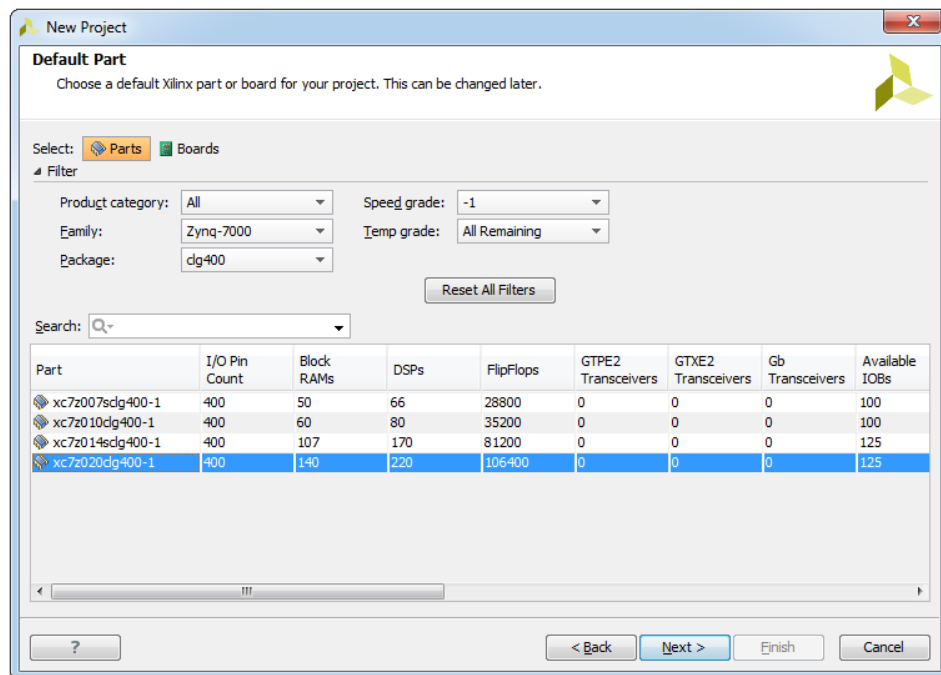 New Project
Default Part
Choose a default Xilinx part or board for your project. This can be changed later.
Select: Parts Boards
Filter
Product category: All Speed grade: -1
Family: Zynq-7000 Temp grade: All Remaining
Package: clg400
Reset All Filters
Search:
Part I/O Pin Count Block RAMs DSPs FlipFlops GTPE2 Transceivers GTXE2 Transceivers Gb Transceivers Available IOBs
xc7z007sclg400-1 400 50 66 28800 0 0 0 100
xc7z010clg400-1 400 60 80 35200 0 0 0 100
xc7z014sclg400-1 400 107 170 81200 0 0 0 125
xc7z020clg400-1 400 140 220 106400 0 0 0 125
? < Back Next > Finish Cancel